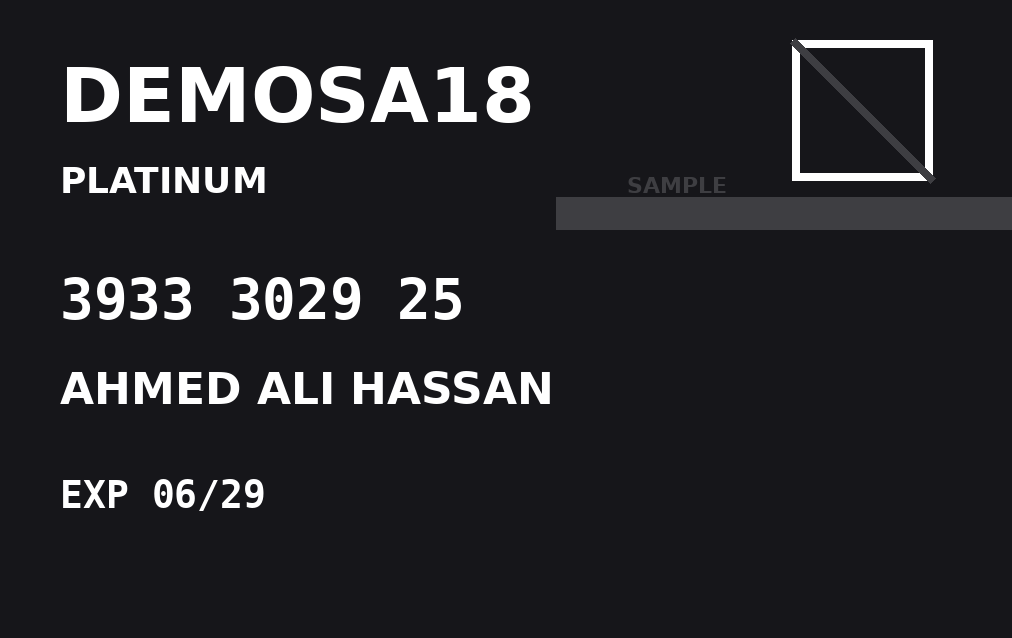 DEMOSA18
PLATINUM
SAMPLE
3933 3029 25
AHMED ALI HASSAN
EXP 06/29